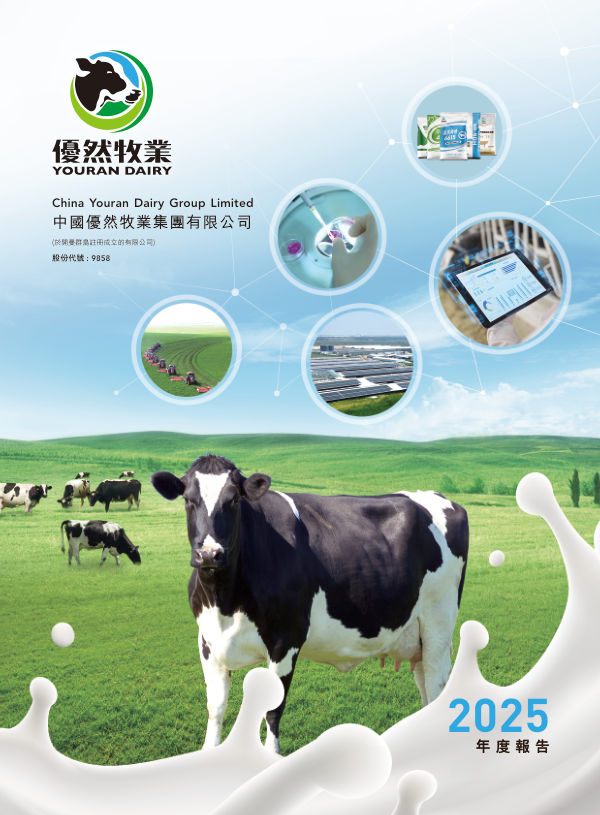 優然牧業
YOURAN DAIRY
China Youran Dairy Group Limited
中國優然牧業集團有限公司
(於開曼群島註冊成立的有限公司)
股份代號 : 9858
2025
年度報告